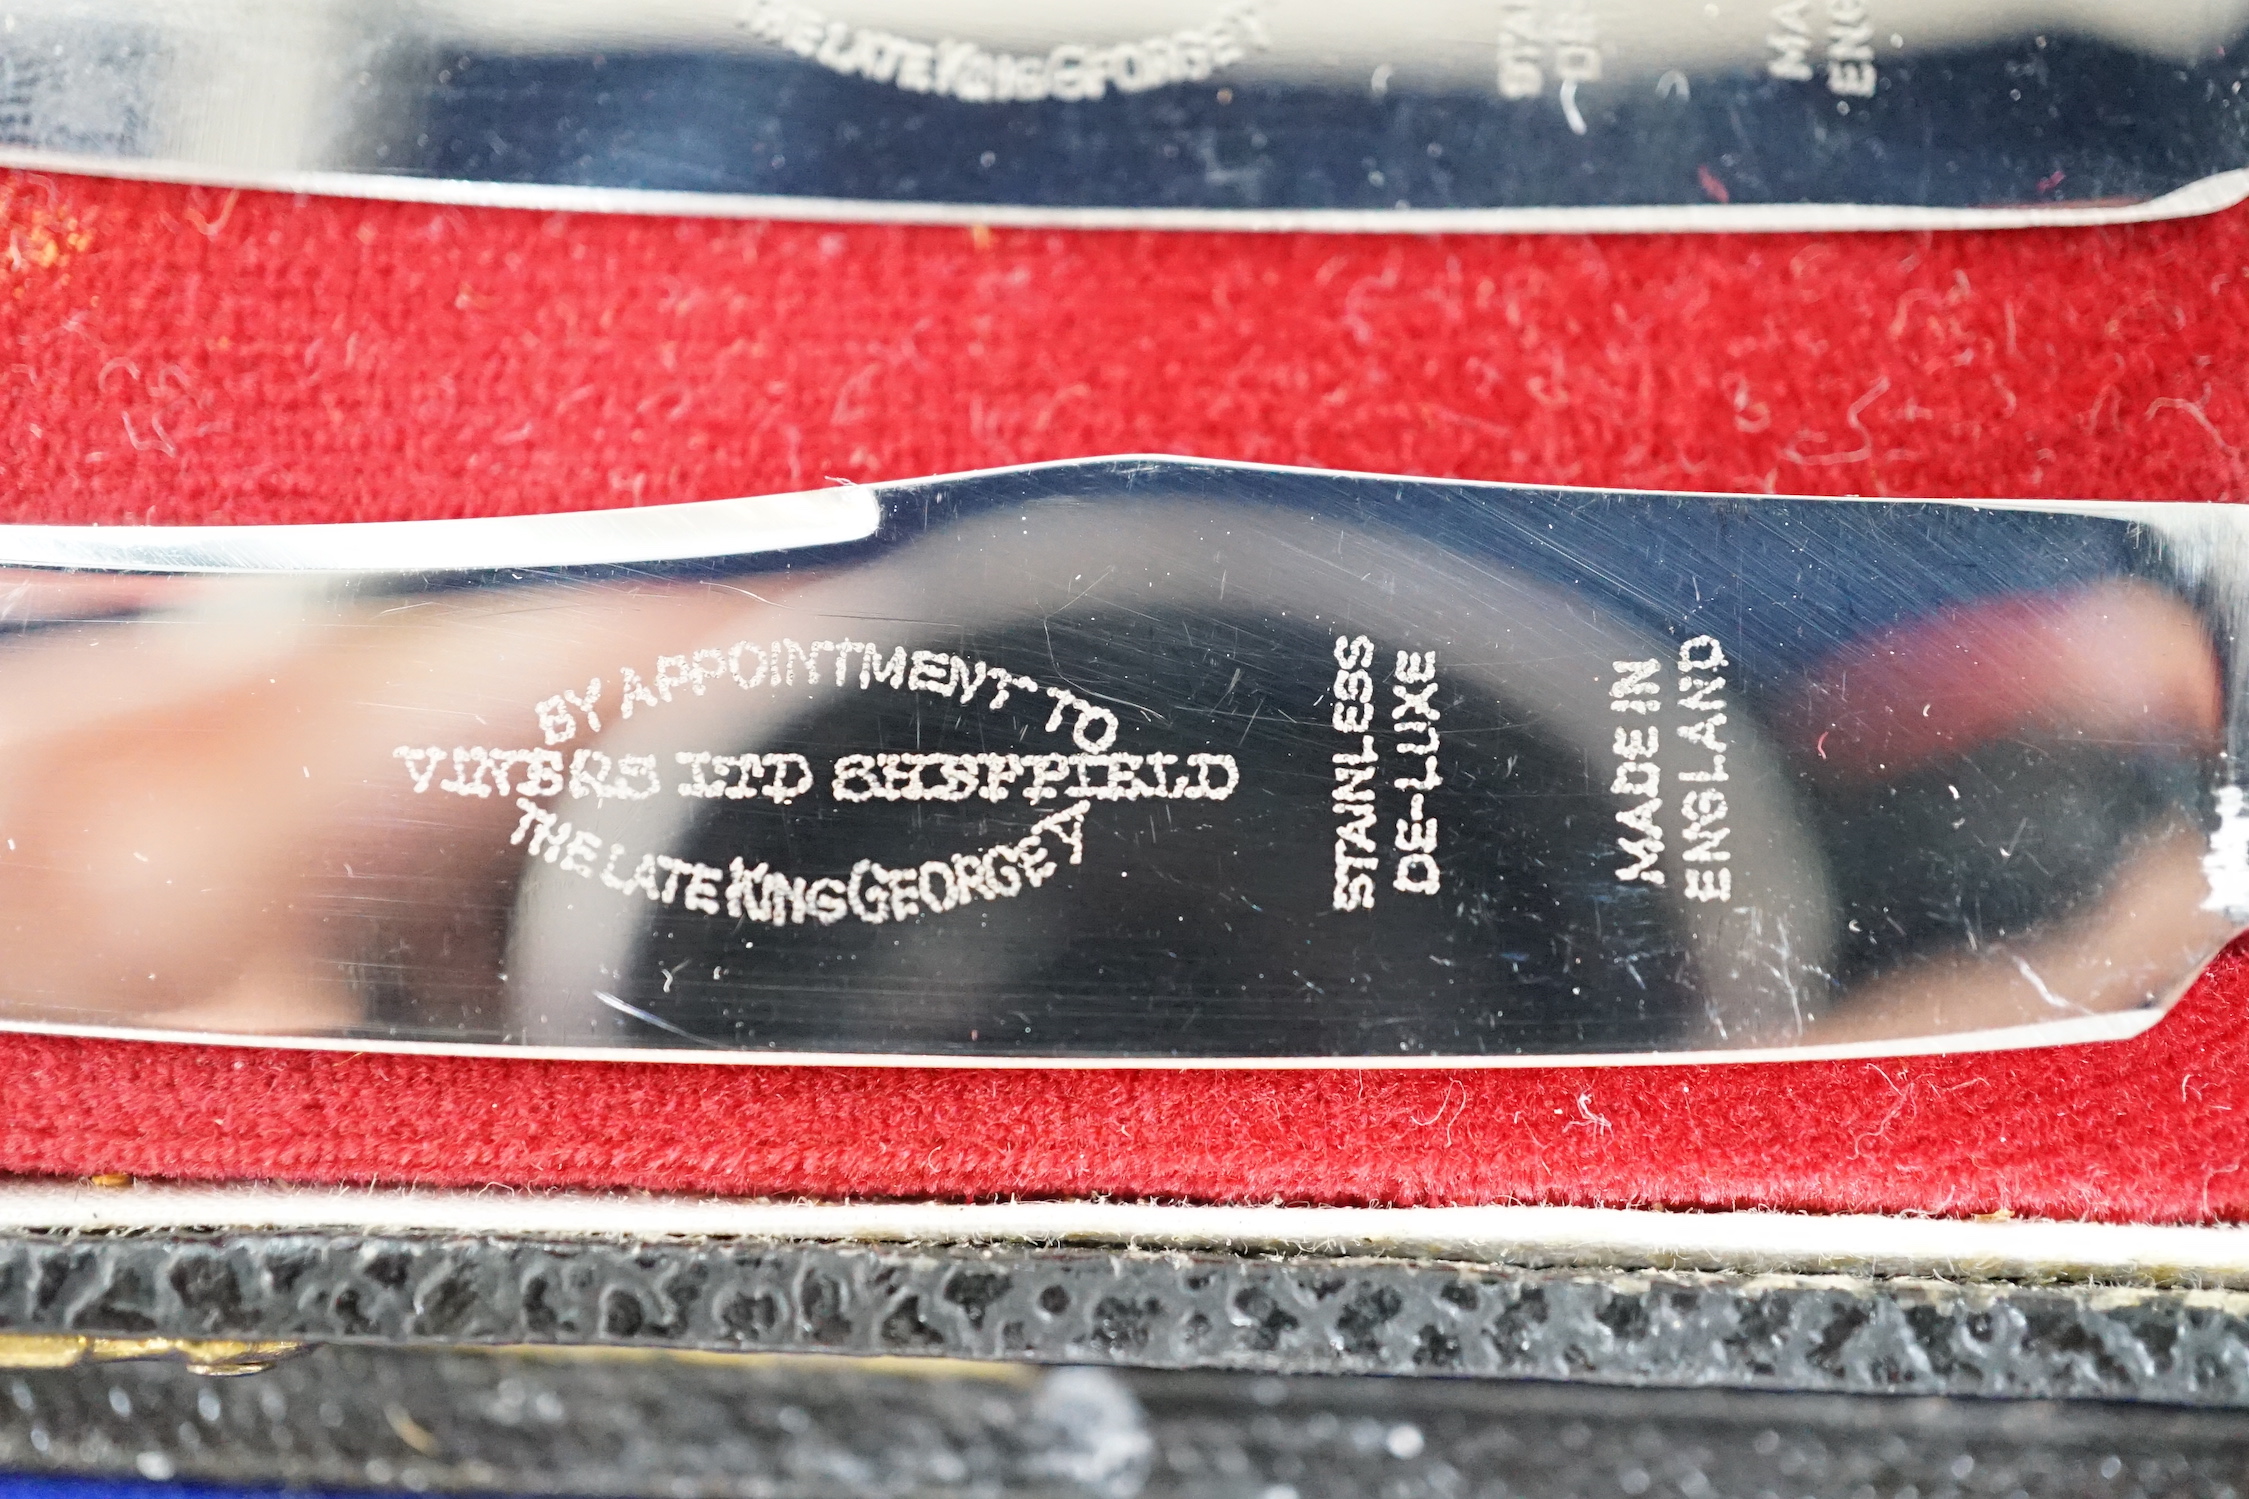 THE LATE KING GEORGE V
BY APPOINTMENT TO
VINERS LTD SHEFFIELD
THE LATE KING GEORGE V
STAINLESS
DE-LUXE
MADE IN
ENGLAND